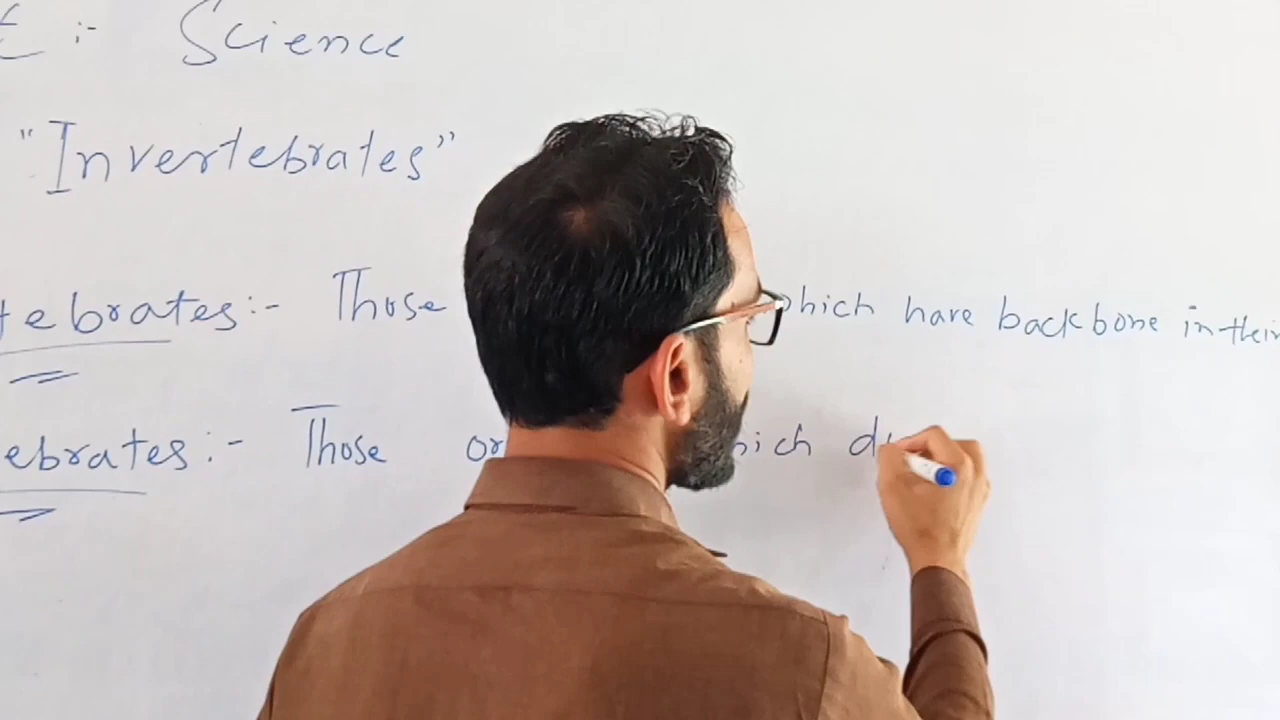 :- Science
"Invertebrates"
tebrates:- Those which have backbone in their
ebrates:- Those or hich d